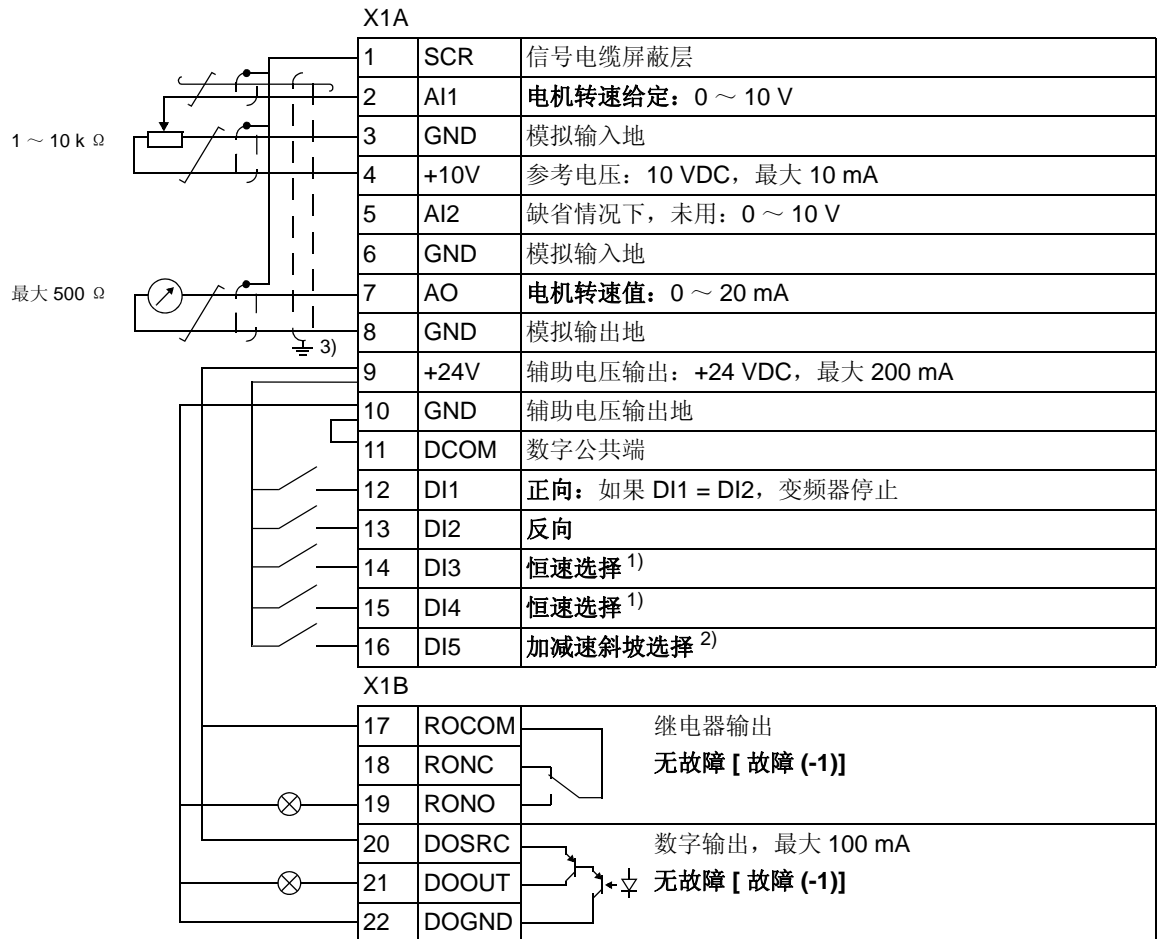 X1A
1 SCR 信号电缆屏蔽层
2 AI1 电机转速给定：0 ～ 10 V
1 ～ 10 k Ω
3 GND 模拟输入地
4 +10V 参考电压：10 VDC，最大 10 mA
5 AI2 缺省情况下，未用：0 ～ 10 V
6 GND 模拟输入地
最大 500 Ω
7 AO 电机转速值：0 ～ 20 mA
8 GND 模拟输出地
3)
9 +24V 辅助电压输出：+24 VDC，最大 200 mA
10 GND 辅助电压输出地
11 DCOM 数字公共端
12 DI1 正向：如果 DI1 = DI2，变频器停止
13 DI2 反向
14 DI3 恒速选择 1)
15 DI4 恒速选择 1)
16 DI5 加减速斜坡选择 2)
X1B
17 ROCOM 继电器输出
18 RONC 无故障 [ 故障 (-1)]
19 RONO
20 DOSRC 数字输出，最大 100 mA
21 DOOUT 无故障 [ 故障 (-1)]
22 DOGND